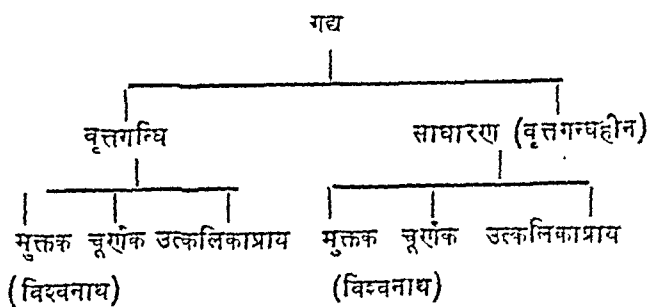 गद्य
वृत्तगन्धि साधारण (वृत्तगन्धहीन)
मुक्तक चूर्णक उत्कलिकाप्राय मुक्तक चूर्णक उत्कलिकाप्राय
(विश्वनाथ) (विश्वनाथ)